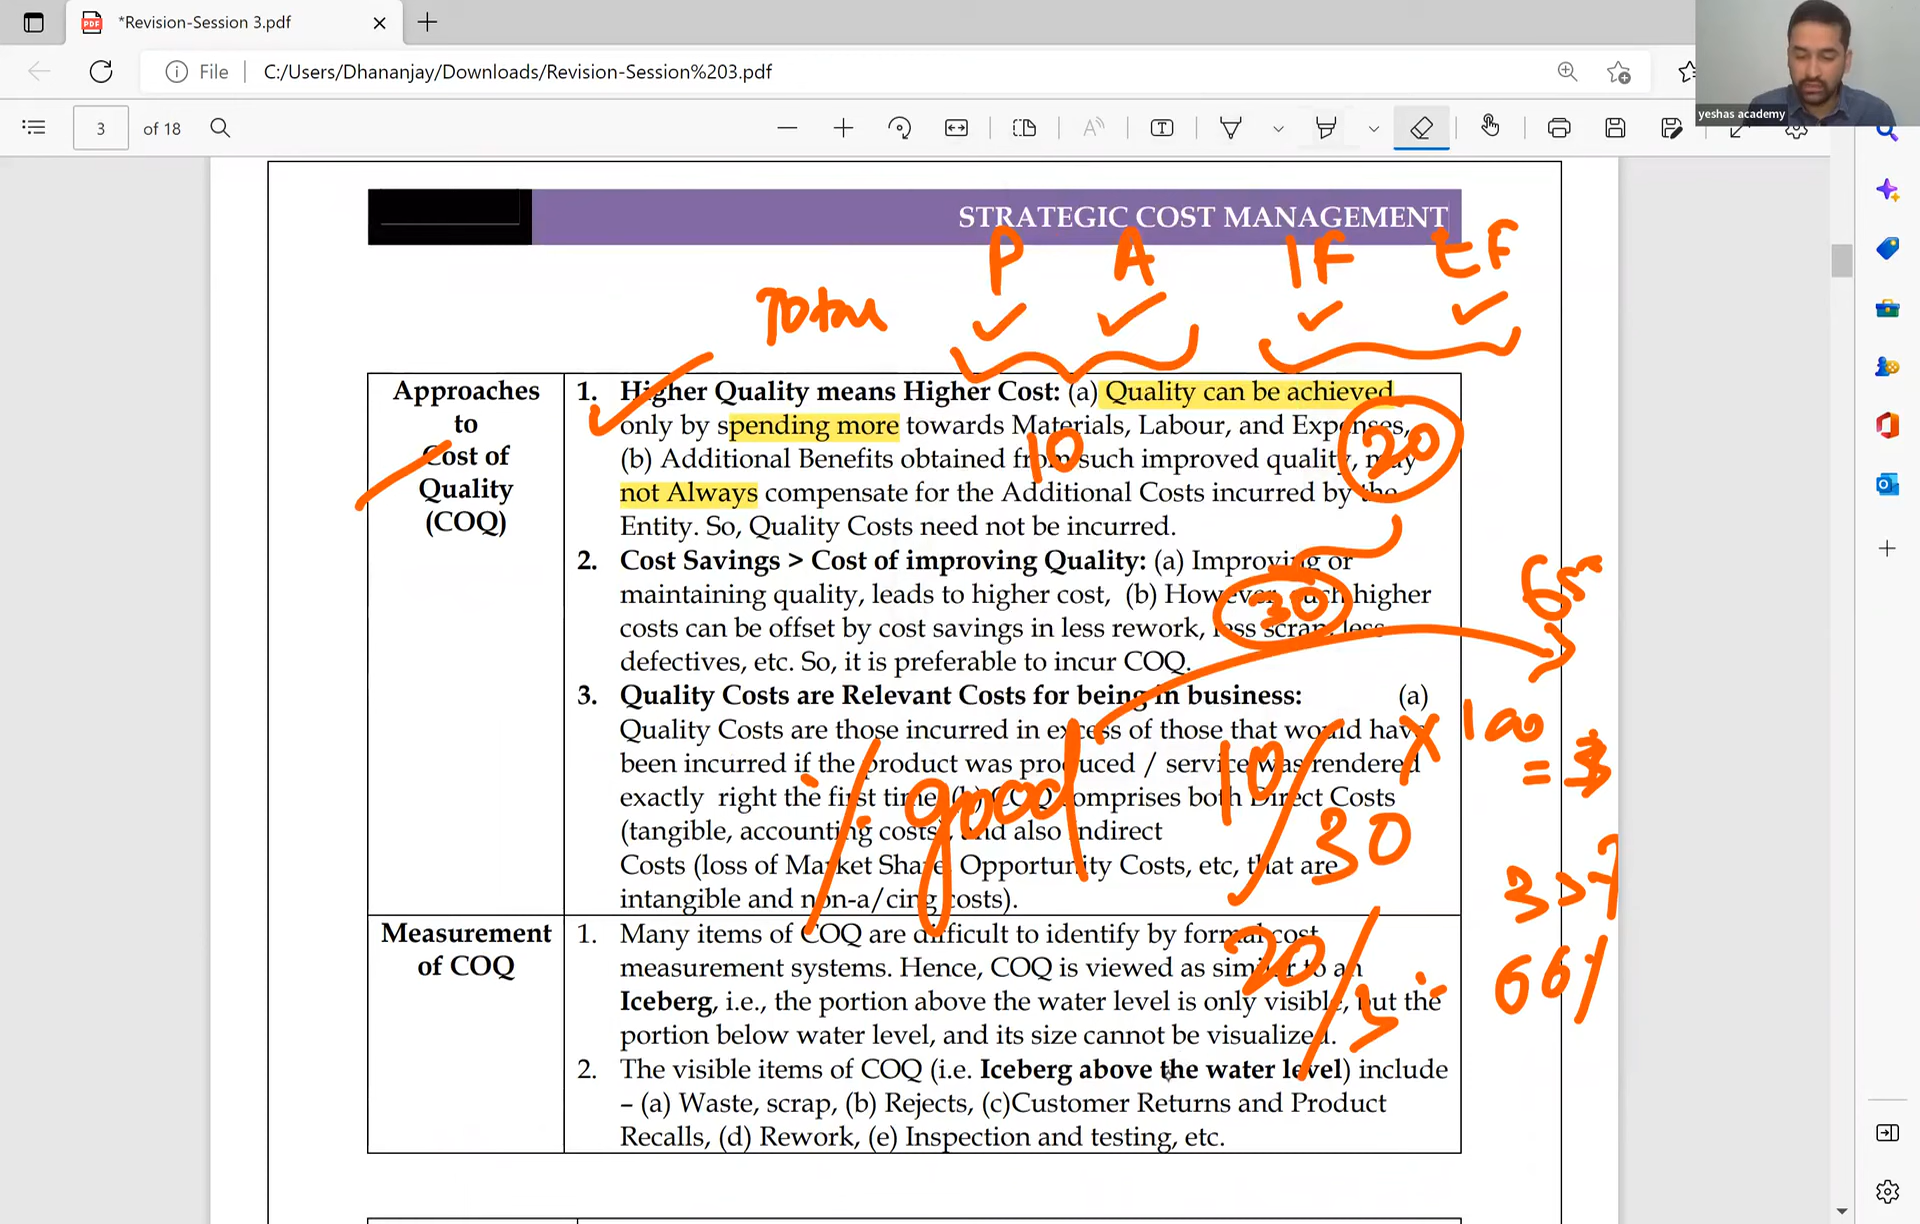 *Revision-Session 3.pdf
File C:/Users/Dhananjay/Downloads/Revision-Session%203.pdf
yeshas academy
3 of 18
STRATEGIC COST MANAGEMENT
P A IF EF
Total
Approaches to Cost of Quality (COQ)
1. Higher Quality means Higher Cost: (a) Quality can be achieved
only by spending more towards Materials, Labour, and Expenses,
(b) Additional Benefits obtained from such improved quality, may
not Always compensate for the Additional Costs incurred by the
Entity. So, Quality Costs need not be incurred.
2. Cost Savings > Cost of improving Quality: (a) Improving or
maintaining quality, leads to higher cost, (b) However, such higher
costs can be offset by cost savings in less rework, less scrap, less
defectives, etc. So, it is preferable to incur COQ.
3. Quality Costs are Relevant Costs for being in business: (a)
Quality Costs are those incurred in excess of those that would have
been incurred if the product was produced / service was rendered
exactly right the first time. (b) COQ comprises both Direct Costs
(tangible, accounting costs), and also Indirect
Costs (loss of Market Share, Opportunity Costs, etc, that are
intangible and non-a/cing costs).
10
20
30
% good
10/30 x 100
66%
Measurement of COQ
1. Many items of COQ are difficult to identify by formal cost
measurement systems. Hence, COQ is viewed as similar to an
Iceberg, i.e., the portion above the water level is only visible, but the
portion below water level, and its size cannot be visualized.
2. The visible items of COQ (i.e. Iceberg above the water level) include
– (a) Waste, scrap, (b) Rejects, (c)Customer Returns and Product
Recalls, (d) Rework, (e) Inspection and testing, etc.